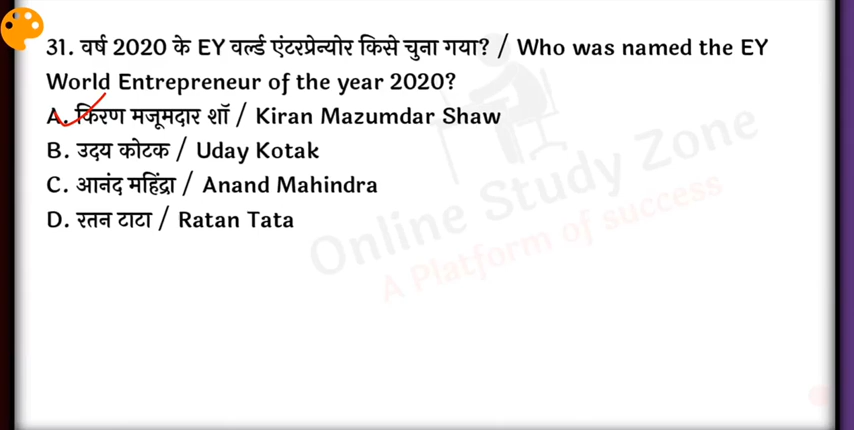 31. वर्ष 2020 के EY वर्ल्ड एंटरप्रेन्योर किसे चुना गया? / Who was named the EY
World Entrepreneur of the year 2020?
A. किरण मजूमदार शॉ / Kiran Mazumdar Shaw
B. उदय कोटक / Uday Kotak
C. आनंद महिंद्रा / Anand Mahindra
D. रतन टाटा / Ratan Tata
Online Study Zone
A Platform of success